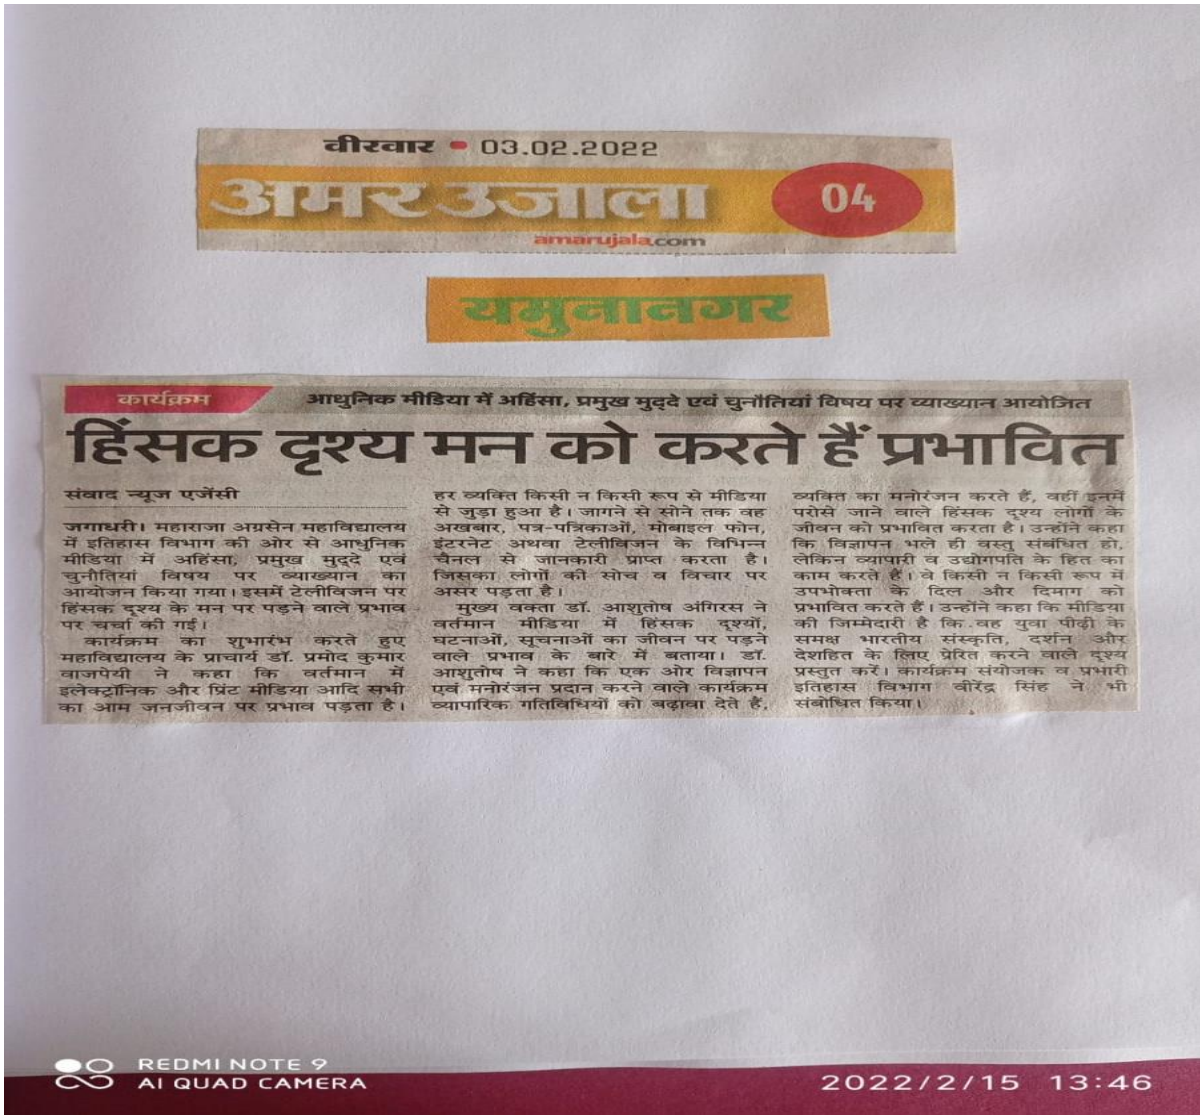 वीरवार • 03.02.2022
अमर उजाला
04
amarujala.com
यमुनानगर
कार्यक्रम
आधुनिक मीडिया में अहिंसा, प्रमुख मुद्दे एवं चुनौतियां विषय पर व्याख्यान आयोजित
हिंसक दृश्य मन को करते हैं प्रभावित
संवाद न्यूज एजेंसी
जगाधरी। महाराजा अग्रसेन महाविद्यालय
में इतिहास विभाग की ओर से आधुनिक
मीडिया में अहिंसा, प्रमुख मुद्दे एवं
चुनौतियां विषय पर व्याख्यान का
आयोजन किया गया। इसमें टेलीविजन पर
हिंसक दृश्य के मन पर पड़ने वाले प्रभाव
पर चर्चा की गई।
कार्यक्रम का शुभारंभ करते हुए
महाविद्यालय के प्राचार्य डॉ. प्रमोद कुमार
वाजपेयी ने कहा कि वर्तमान में
इलेक्ट्रॉनिक और प्रिंट मीडिया आदि सभी
का आम जनजीवन पर प्रभाव पड़ता है।
हर व्यक्ति किसी न किसी रूप से मीडिया
से जुड़ा हुआ है। जागने से सोने तक वह
अखबार, पत्र-पत्रिकाओं, मोबाइल फोन,
इंटरनेट अथवा टेलीविजन के विभिन्न
चैनल से जानकारी प्राप्त करता है।
जिसका लोगों की सोच व विचार पर
असर पड़ता है।
मुख्य वक्ता डॉ. आशुतोष अंगिरस ने
वर्तमान मीडिया में हिंसक दृश्यों,
घटनाओं, सूचनाओं का जीवन पर पड़ने
वाले प्रभाव के बारे में बताया। डॉ.
आशुतोष ने कहा कि एक ओर विज्ञापन
एवं मनोरंजन प्रदान करने वाले कार्यक्रम
व्यापारिक गतिविधियों को बढ़ावा देते हैं,
व्यक्ति का मनोरंजन करते हैं, वहीं इनमें
परोसे जाने वाले हिंसक दृश्य लोगों के
जीवन को प्रभावित करता है। उन्होंने कहा
कि विज्ञापन भले ही वस्तु संबंधित हो,
लेकिन व्यापारी व उद्योगपति के हित का
काम करते हैं। वे किसी न किसी रूप में
उपभोक्ता के दिल और दिमाग को
प्रभावित करते हैं। उन्होंने कहा कि मीडिया
की जिम्मेदारी है कि वह युवा पीढ़ी के
समक्ष भारतीय संस्कृति, दर्शन और
देशहित के लिए प्रेरित करने वाले दृश्य
प्रस्तुत करें। कार्यक्रम संयोजक व प्रभारी
इतिहास विभाग वीरेंद्र सिंह ने भी
संबोधित किया।
REDMI NOTE 9
AI QUAD CAMERA
2022/2/15 13:46